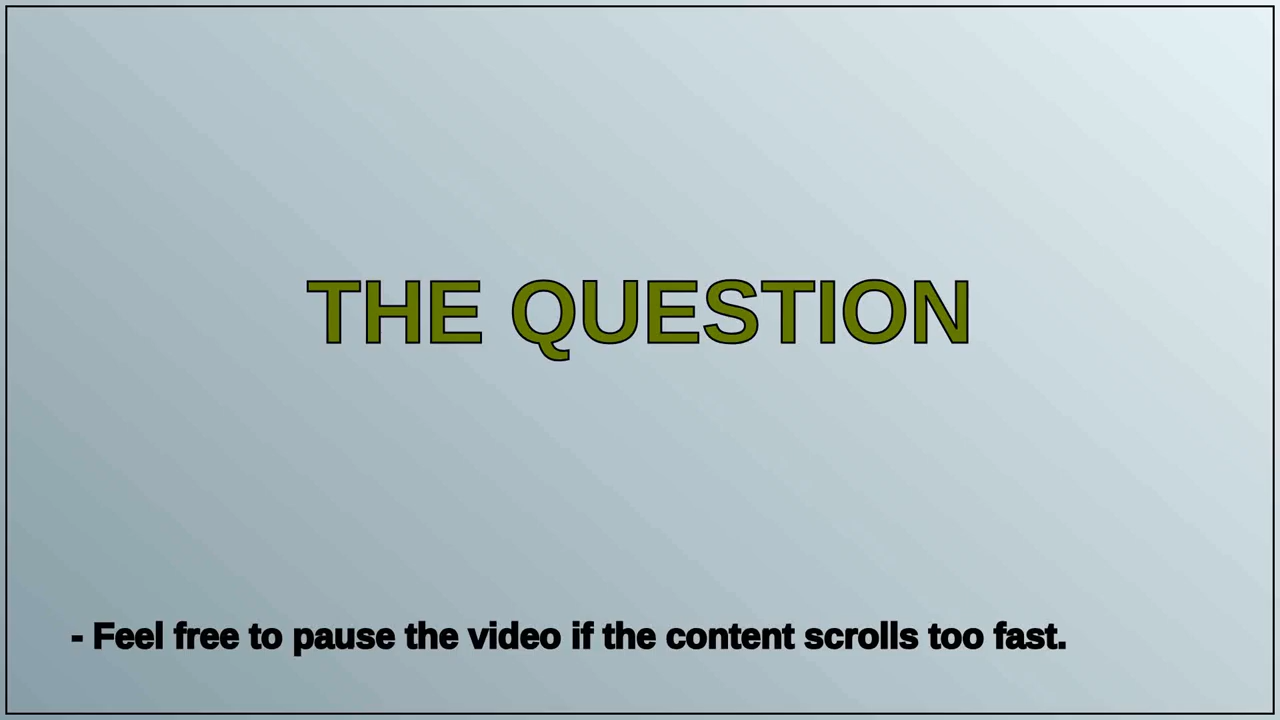 THE QUESTION
- Feel free to pause the video if the content scrolls too fast.